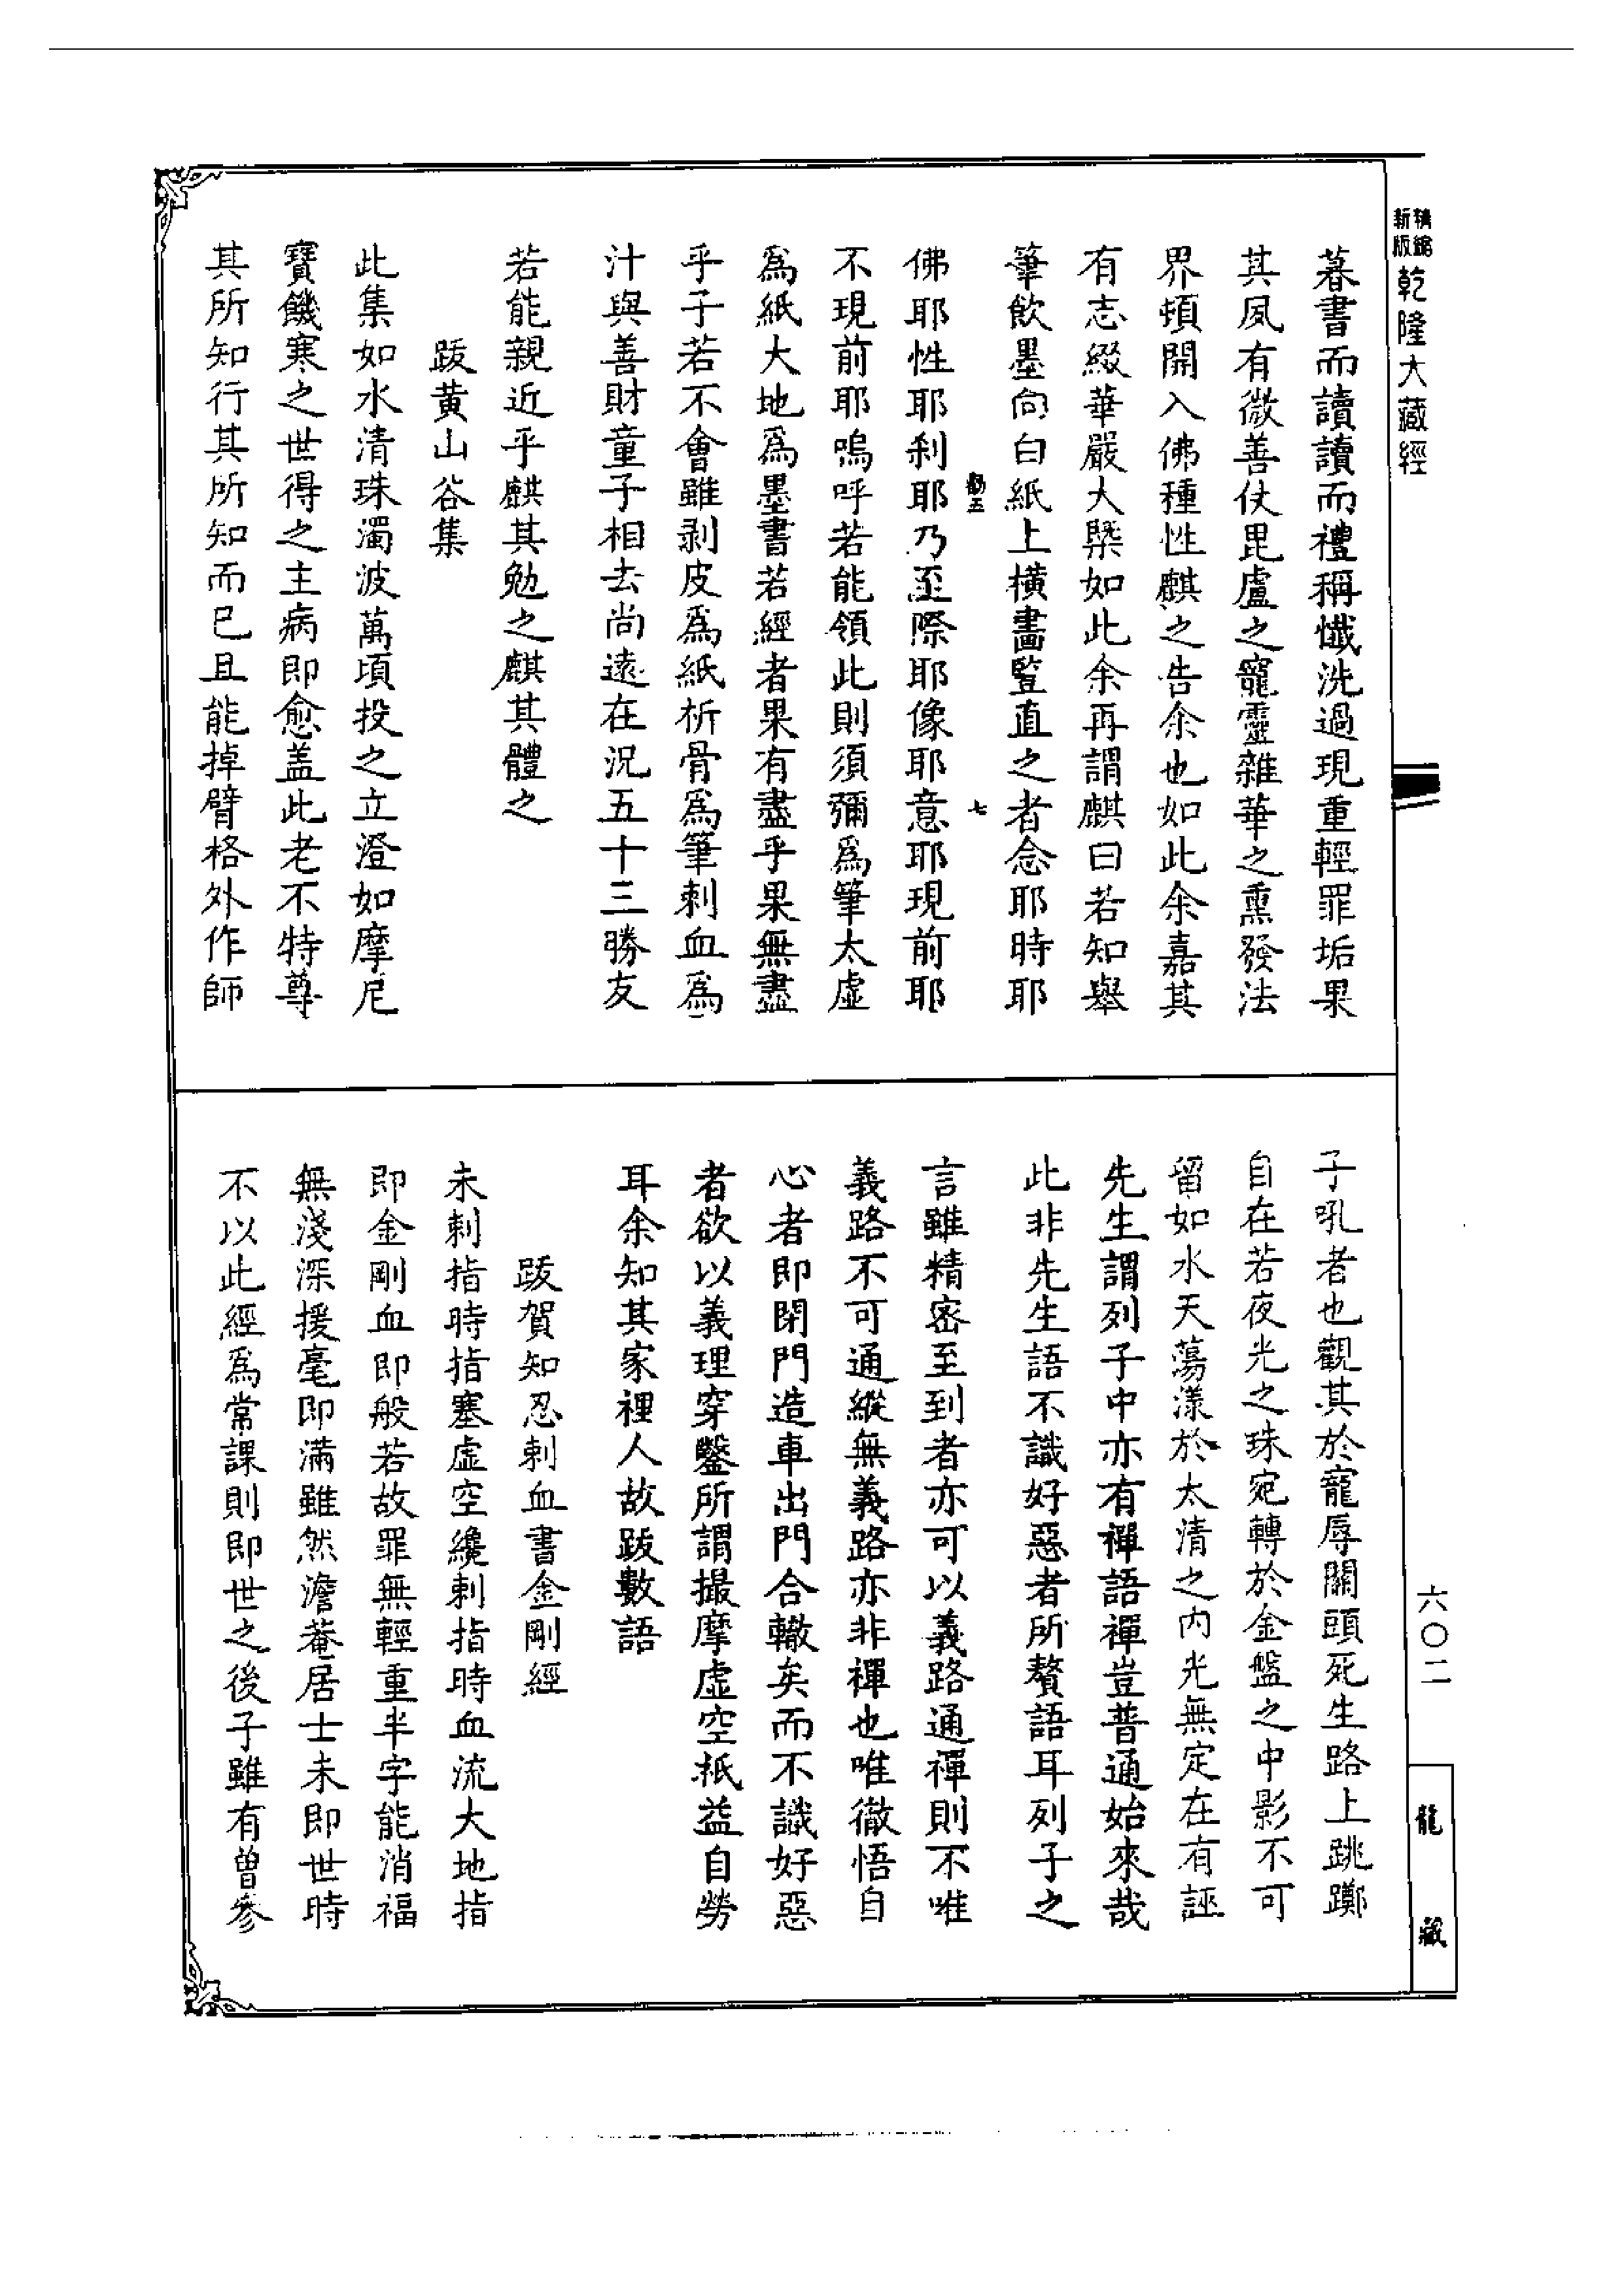 精縮新版乾隆大藏經
暮書而讀讀而禮稱懺洗過現重輕罪垢果
其夙有微善仗毘盧之寵靈雜華之熏發法
界頓開入佛種性麒之告余也如此余嘉其
有志綴華嚴大槩如此余再謂麒曰若知舉
筆飲墨向白紙上橫畵竪直之者念耶時耶
勸五 七
佛耶性耶利耶乃至際耶像耶意耶現前耶
不現前耶嗚呼若能領此則須彌爲筆太虛
爲紙大地爲墨書若經者果有盡乎果無盡
乎子若不會雖剥皮爲紙析骨爲筆刺血爲
汁與善財童子相去尚遠在況五十三勝友
若能親近乎麒其勉之麒其體之
跋黄山谷集
此集如水清珠濁波萬頃投之立澄如摩尼
寶饑寒之世得之主病即愈盖此老不特尊
其所知行其所知而已且能掉臂格外作師
子吼者也觀其於寵辱關頭死生路上跳躑
自在若夜光之珠宛轉於金盤之中影不可
留如水天蕩漾於太清之内光無定在有誣
先生謂列子中亦有禪語禪豈普通始來哉
此非先生語不識好惡者所贅語耳列子之
言雖精密至到者亦可以義路通禪則不唯
義路不可通縱無義路亦非禪也唯徹悟自
心者即閉門造車出門合轍矣而不識好惡
者欲以義理穿鑿所謂撮摩虛空祇益自勞
耳余知其家裡人故跋數語
跋賀知忍刺血書金剛經
未刺指時指塞虛空纔刺指時血流大地指
即金剛血即般若故罪無輕重半字能消福
無淺深援毫即滿雖然澹菴居士未即世時
不以此經爲常課則即世之後子雖有曾參
六〇二
龍藏